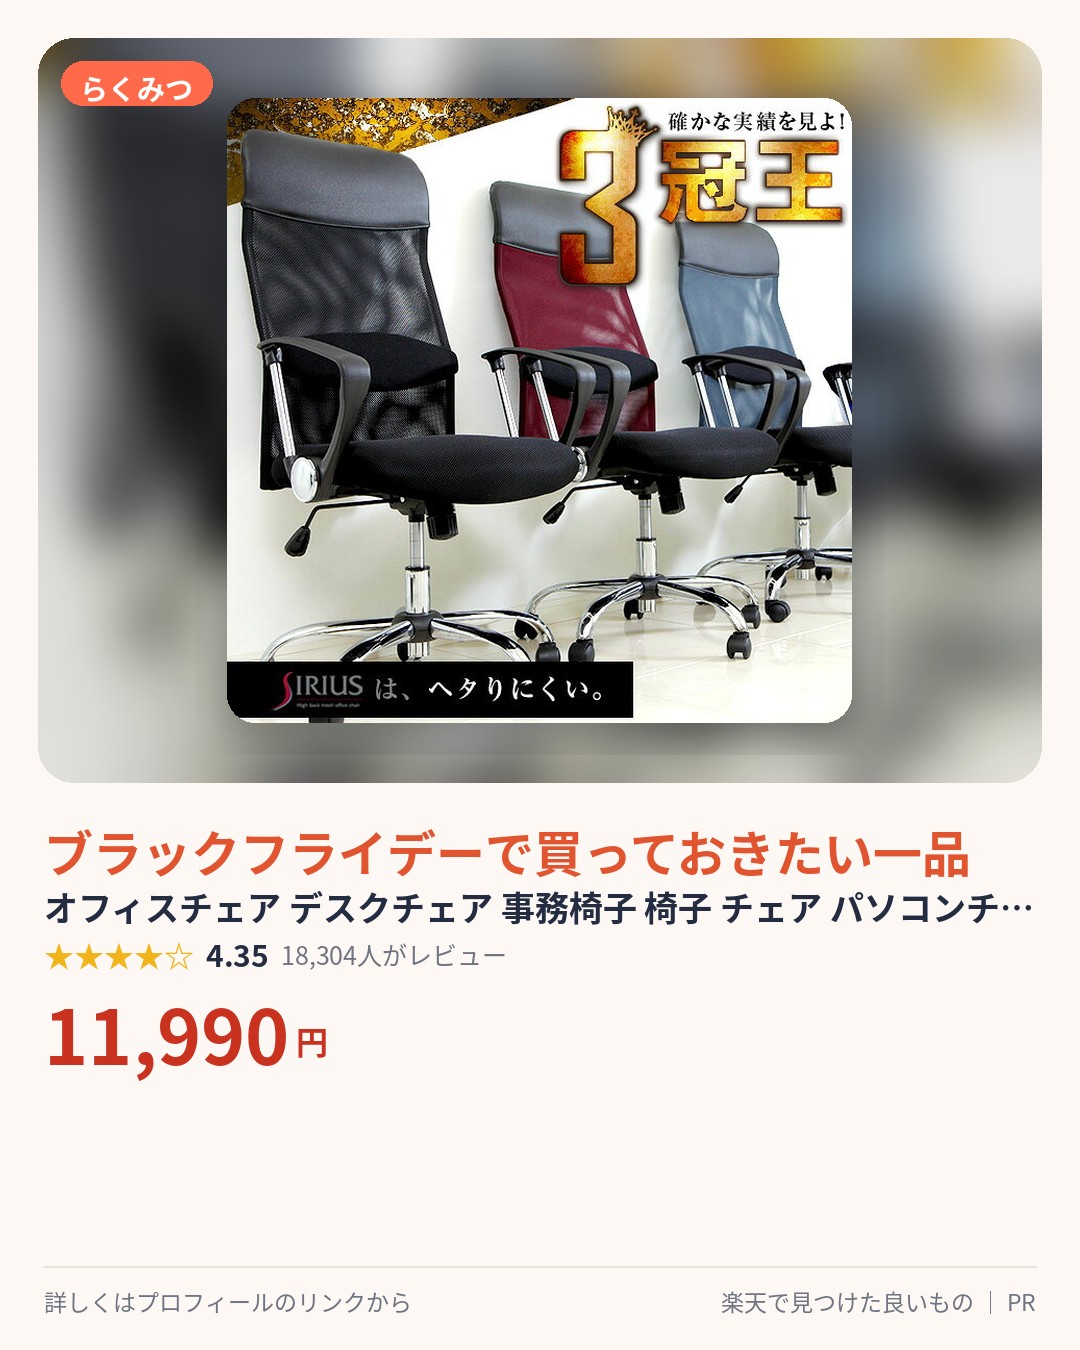 らくみつ
確かな実績を見よ!
3冠王
SIRIUS は、ヘタりにくい。
High back mesh office chair
ブラックフライデーで買っておきたい一品
オフィスチェア デスクチェア 事務椅子 椅子 チェア パソコンチ…
★★★★☆ 4.35 18,304人がレビュー
11,990円
詳しくはプロフィールのリンクから
楽天で見つけた良いもの | PR